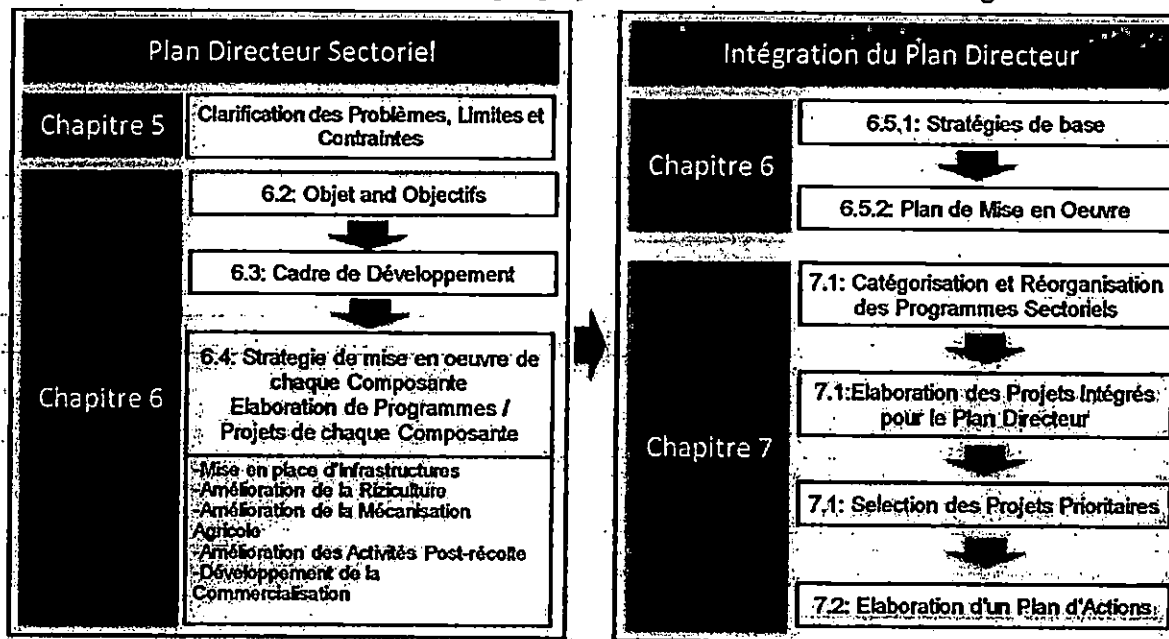 Plan Directeur Sectoriel
Chapitre 5
Clarification des Problèmes, Limites et
Contraintes
Chapitre 6
6.2: Objet and Objectifs
6.3: Cadre de Développement
6.4: Strategie de mise en oeuvre de
chaque Composante
Elaboration de Programmes /
Projets de chaque Composante
-Mise en place d'Infrastructures
-Amélioration de la Riziculture
-Amélioration de la Mécanisation
Agricole
-Amélioration des Activités Post-récolte
-Développement de la
Commercialisation
Intégration du Plan Directeur
Chapitre 6
6.5.1: Stratégies de base
6.5.2: Plan de Mise en Oeuvre
Chapitre 7
7.1: Catégorisation et Réorganisation
des Programmes Sectoriels
7.1:Elaboration des Projets Intégrés
pour le Plan Directeur
7.1: Selection des Projets Prioritaires
7.2: Elaboration d'un Plan d'Actions